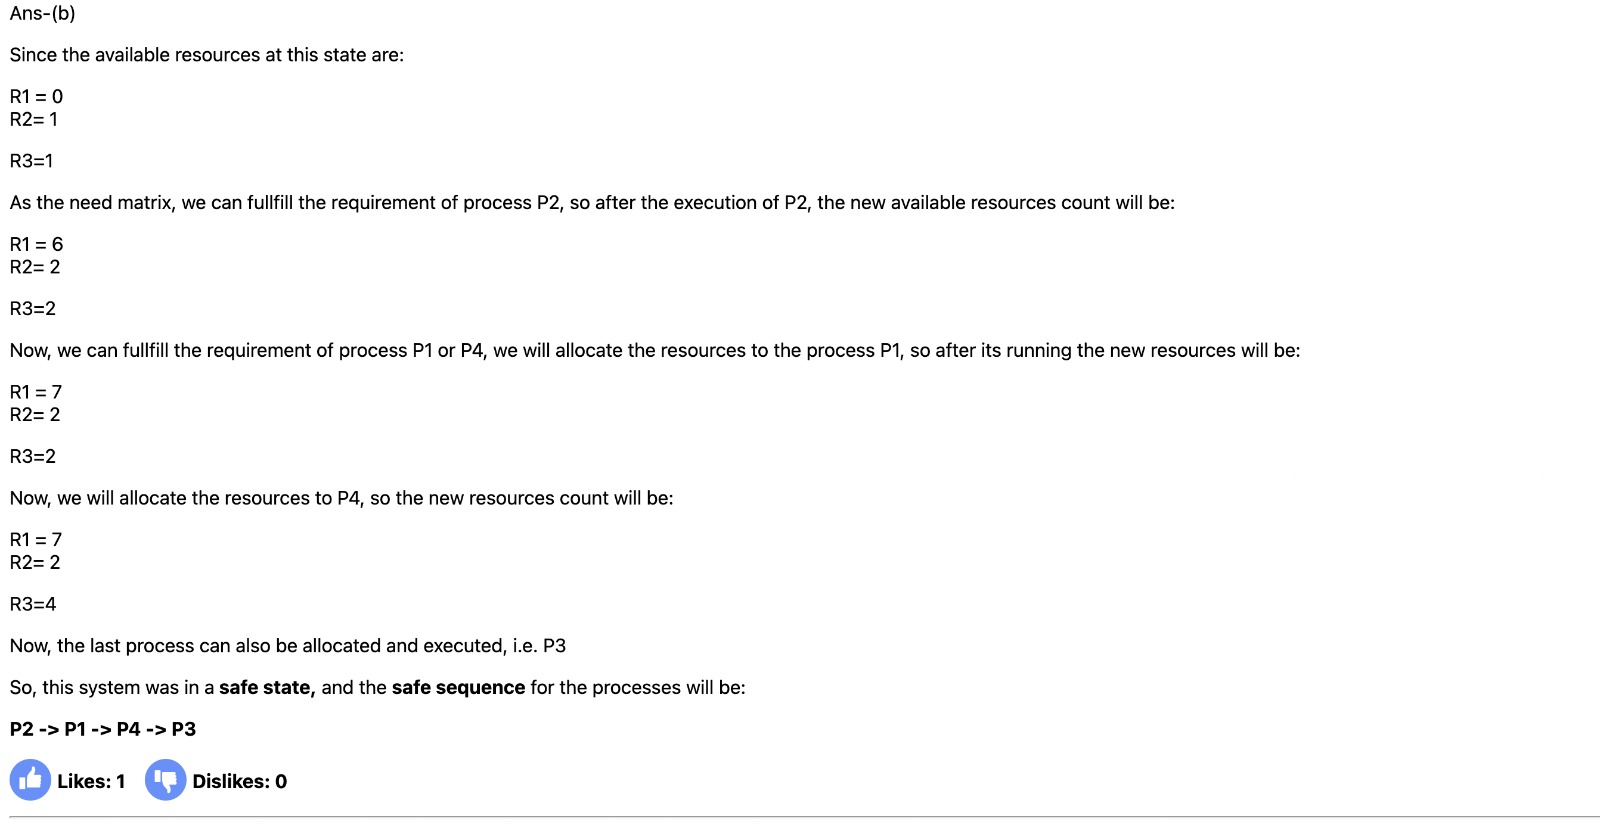 Ans-(b)
Since the available resources at this state are:
R1 = 0
R2= 1
R3=1
As the need matrix, we can fullfill the requirement of process P2, so after the execution of P2, the new available resources count will be:
R1 = 6
R2= 2
R3=2
Now, we can fullfill the requirement of process P1 or P4, we will allocate the resources to the process P1, so after its running the new resources will be:
R1 = 7
R2= 2
R3=2
Now, we will allocate the resources to P4, so the new resources count will be:
R1 = 7
R2= 2
R3=4
Now, the last process can also be allocated and executed, i.e. P3
So, this system was in a safe state, and the safe sequence for the processes will be:
P2 -> P1 -> P4 -> P3
Likes: 1 Dislikes: 0